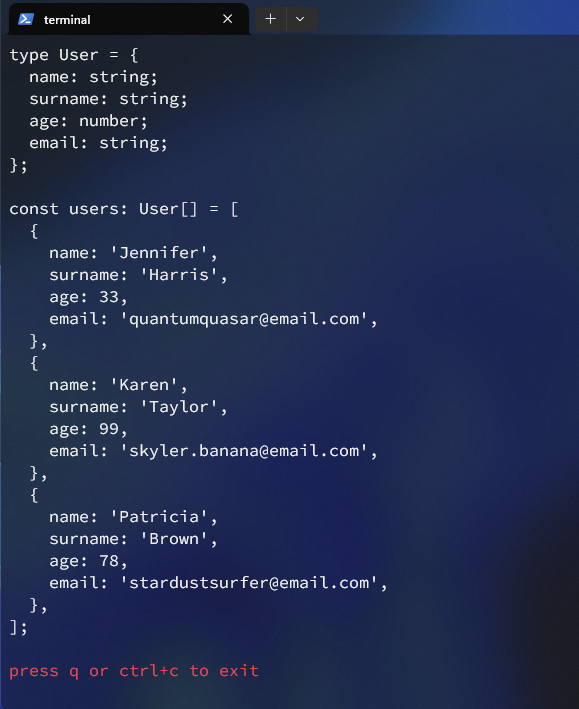 terminal
type User = {
  name: string;
  surname: string;
  age: number;
  email: string;
};

const users: User[] = [
  {
    name: 'Jennifer',
    surname: 'Harris',
    age: 33,
    email: 'quantumquasar@email.com',
  },
  {
    name: 'Karen',
    surname: 'Taylor',
    age: 99,
    email: 'skyler.banana@email.com',
  },
  {
    name: 'Patricia',
    surname: 'Brown',
    age: 78,
    email: 'stardustsurfer@email.com',
  },
];

press q or ctrl+c to exit